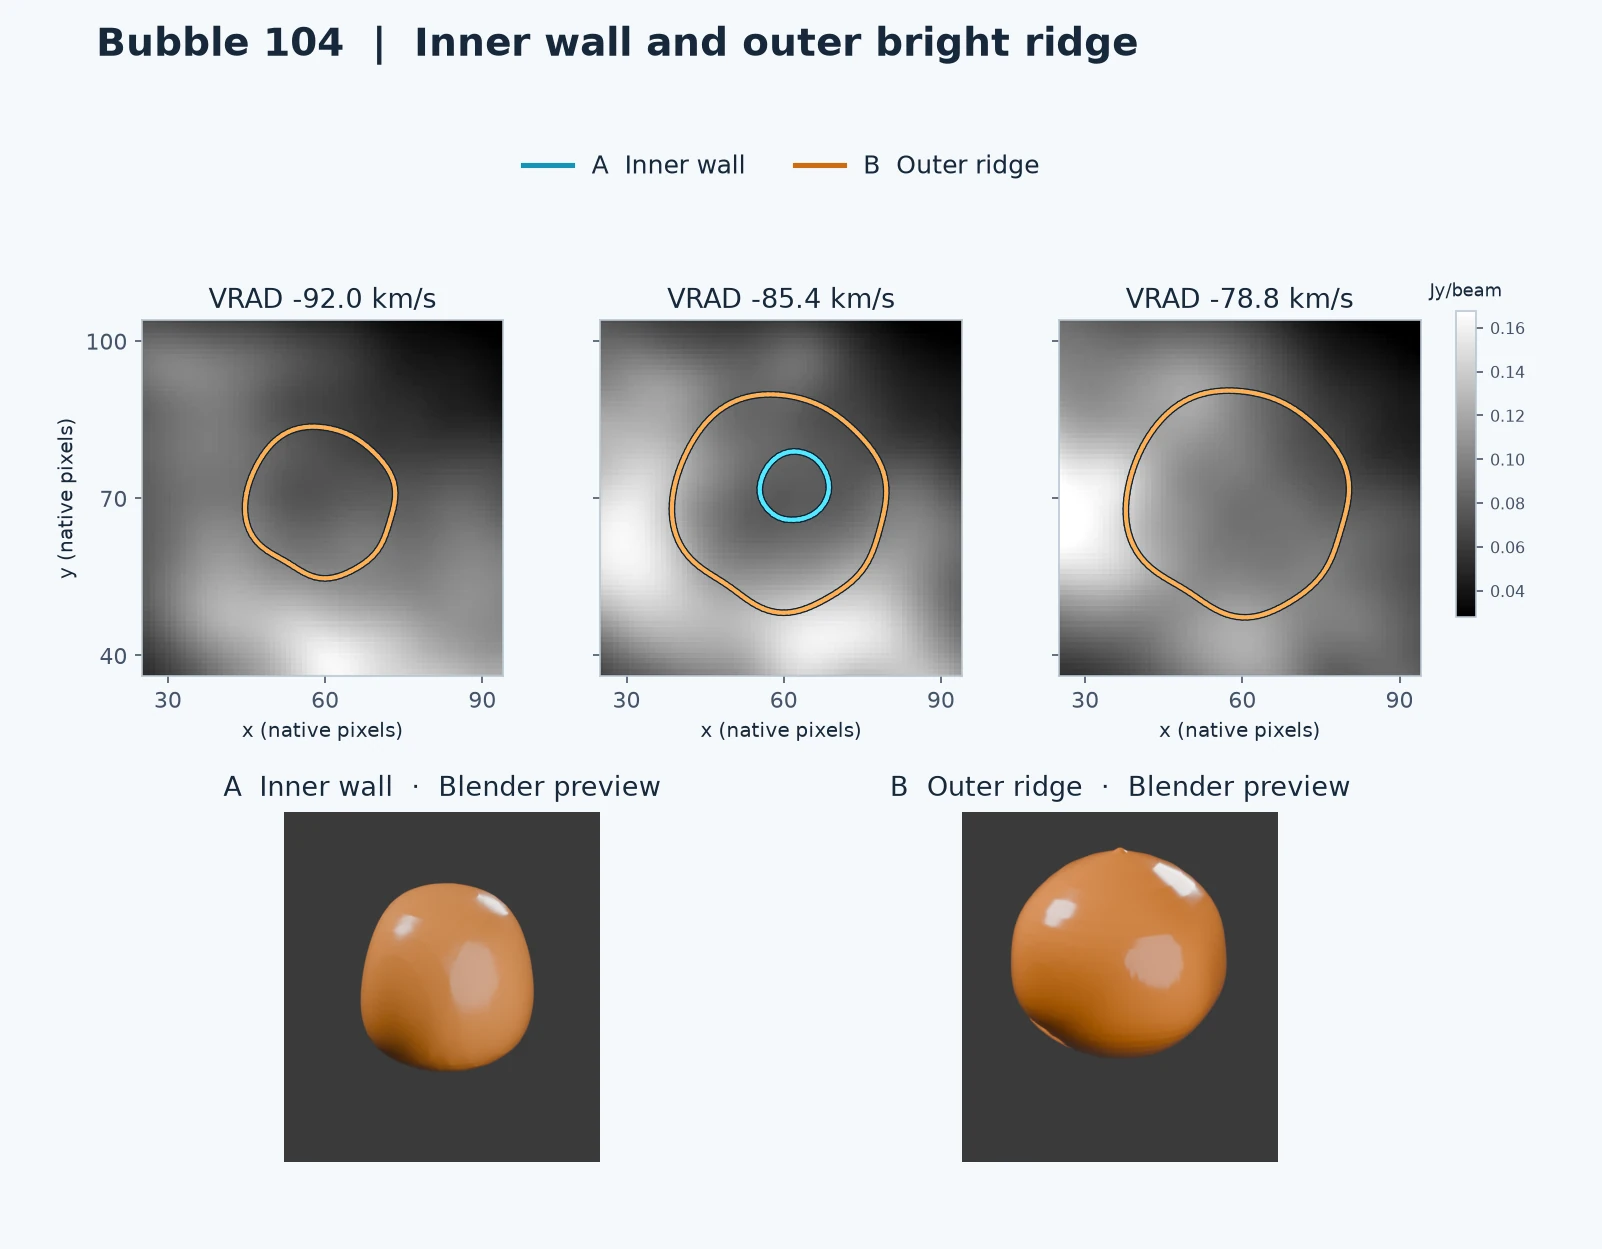 Bubble 104 | Inner wall and outer bright ridge
A Inner wall B Outer ridge
VRAD -92.0 km/s VRAD -85.4 km/s VRAD -78.8 km/s
Jy/beam
0.16
0.14
0.12
0.10
0.08
0.06
0.04
y (native pixels)
100
70
40
30 60 90 30 60 90 30 60 90
x (native pixels) x (native pixels) x (native pixels)
A Inner wall · Blender preview B Outer ridge · Blender preview